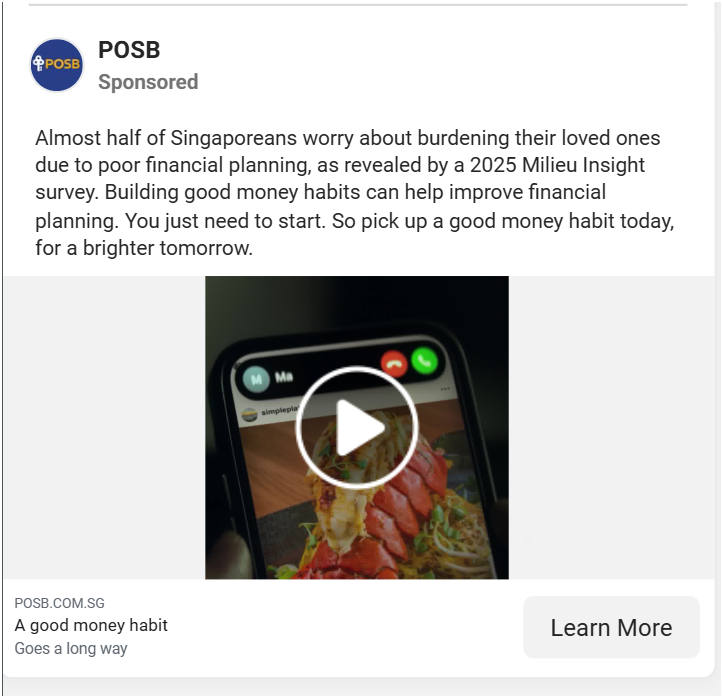 POSB
POSB
Sponsored
Almost half of Singaporeans worry about burdening their loved ones
due to poor financial planning, as revealed by a 2025 Milieu Insight
survey. Building good money habits can help improve financial
planning. You just need to start. So pick up a good money habit today,
for a brighter tomorrow.
M Ma
POSB.COM.SG
A good money habit
Goes a long way
Learn More